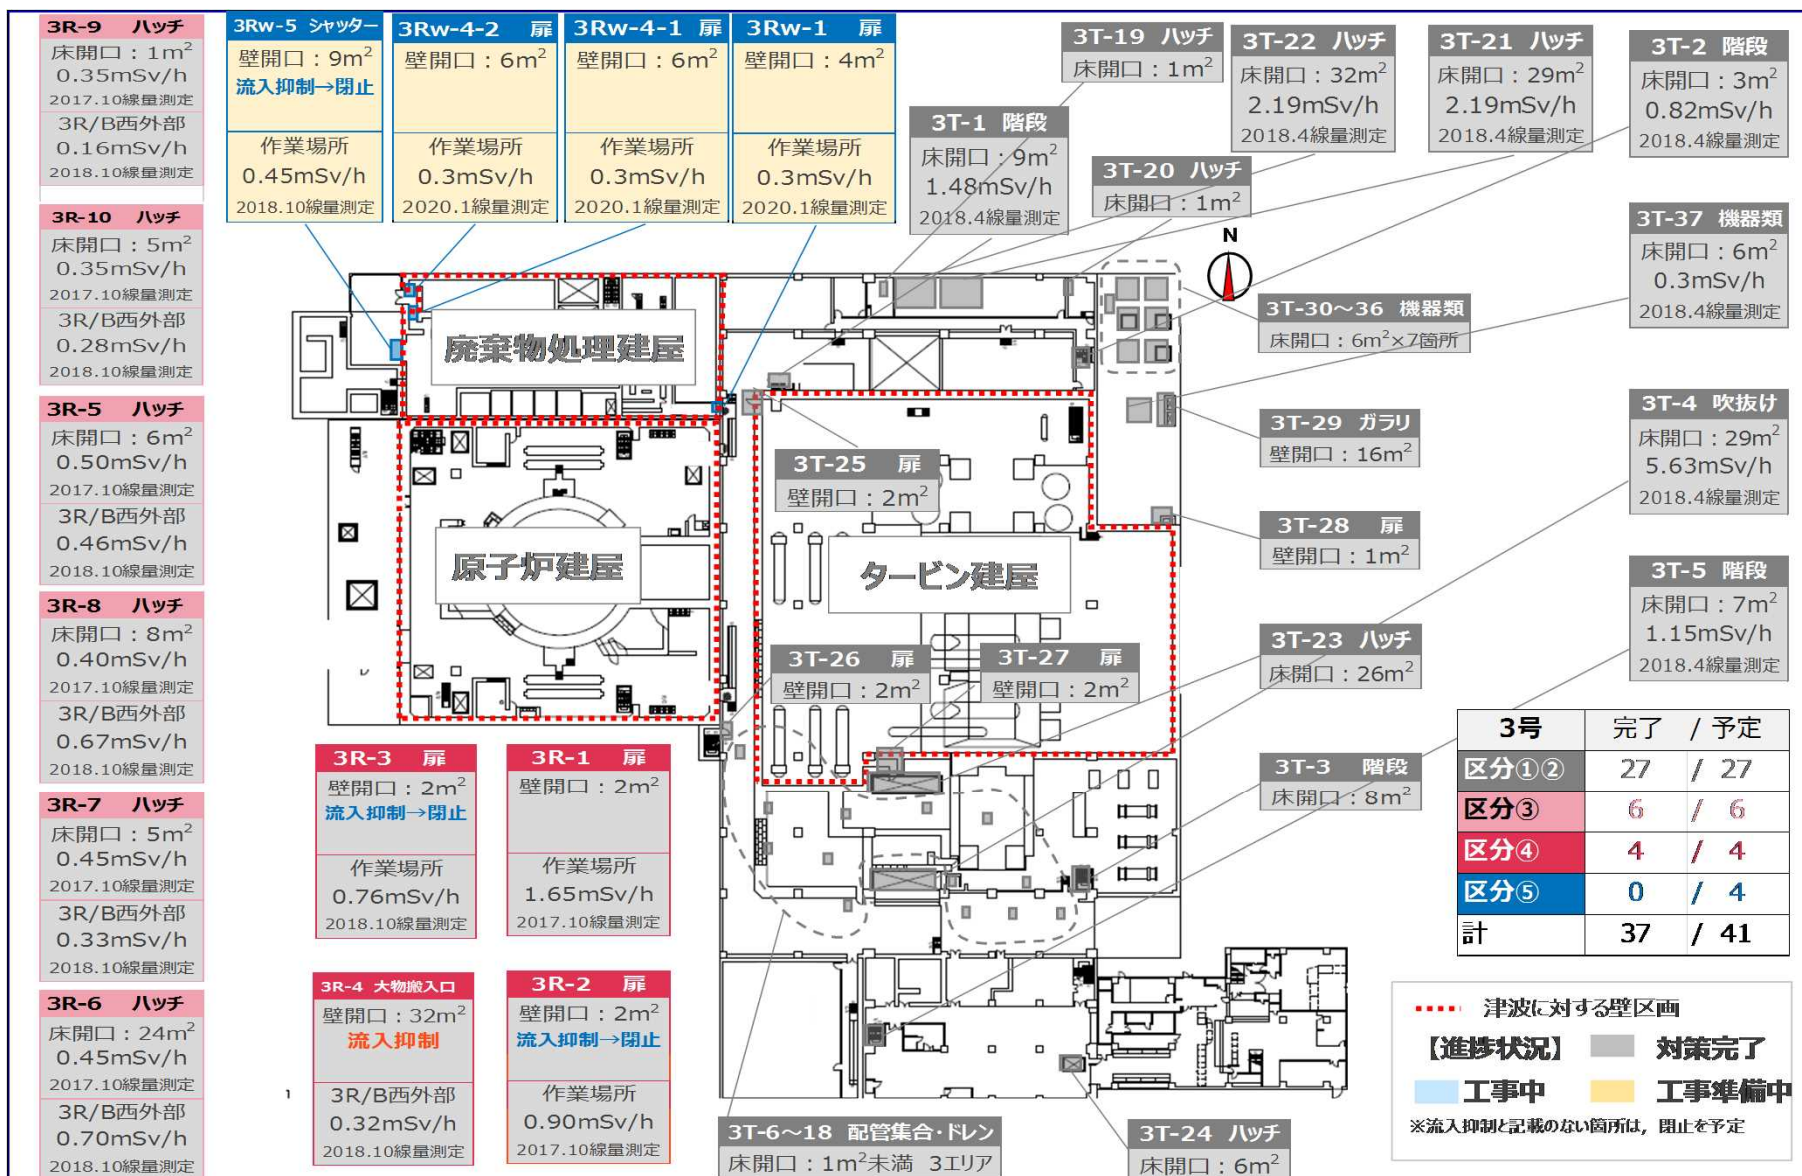 3R-9 ハッチ
床開口：1m²
0.35mSv/h
2017.10線量測定
3R/B西外部
0.16mSv/h
2018.10線量測定
3R-10 ハッチ
床開口：5m²
0.35mSv/h
2017.10線量測定
3R/B西外部
0.28mSv/h
2018.10線量測定
3R-5 ハッチ
床開口：6m²
0.50mSv/h
2017.10線量測定
3R/B西外部
0.46mSv/h
2018.10線量測定
3R-8 ハッチ
床開口：8m²
0.40mSv/h
2017.10線量測定
3R/B西外部
0.67mSv/h
2018.10線量測定
3R-7 ハッチ
床開口：5m²
0.45mSv/h
2017.10線量測定
3R/B西外部
0.33mSv/h
2018.10線量測定
3R-6 ハッチ
床開口：24m²
0.45mSv/h
2017.10線量測定
3R/B西外部
0.70mSv/h
2018.10線量測定
3Rw-5 シャッター
壁開口：9m²
流入抑制→閉止
作業場所
0.45mSv/h
2018.10線量測定
3Rw-4-2 扉
壁開口：6m²
作業場所
0.3mSv/h
2020.1線量測定
3Rw-4-1 扉
壁開口：6m²
作業場所
0.3mSv/h
2020.1線量測定
3Rw-1 扉
壁開口：4m²
作業場所
0.3mSv/h
2020.1線量測定
3T-1 階段
床開口：9m²
1.48mSv/h
2018.4線量測定
3T-19 ハッチ
床開口：1m²
3T-20 ハッチ
床開口：1m²
3T-22 ハッチ
床開口：32m²
2.19mSv/h
2018.4線量測定
3T-21 ハッチ
床開口：29m²
2.19mSv/h
2018.4線量測定
3T-2 階段
床開口：3m²
0.82mSv/h
2018.4線量測定
3T-37 機器類
床開口：6m²
0.3mSv/h
2018.4線量測定
N
3T-30～36 機器類
床開口：6m²×7箇所
3T-29 ガラリ
壁開口：16m²
3T-4 吹抜け
床開口：29m²
5.63mSv/h
2018.4線量測定
3T-28 扉
壁開口：1m²
3T-5 階段
床開口：7m²
1.15mSv/h
2018.4線量測定
3T-23 ハッチ
床開口：26m²
3T-3 階段
床開口：8m²
廃棄物処理建屋
原子炉建屋
タービン建屋
3T-25 扉
壁開口：2m²
3T-26 扉
壁開口：2m²
3T-27 扉
壁開口：2m²
3R-3 扉
壁開口：2m²
流入抑制→閉止
作業場所
0.76mSv/h
2018.10線量測定
3R-1 扉
壁開口：2m²
作業場所
1.65mSv/h
2017.10線量測定
3R-4 大物搬入口
壁開口：32m²
流入抑制
3R/B西外部
0.32mSv/h
2018.10線量測定
3R-2 扉
壁開口：2m²
流入抑制→閉止
作業場所
0.90mSv/h
2017.10線量測定
3T-6～18 配管集合・ドレン
床開口：1m²未満 3エリア
3T-24 ハッチ
床開口：6m²
3号 完了 / 予定
区分①② 27 / 27
区分③ 6 / 6
区分④ 4 / 4
区分⑤ 0 / 4
計 37 / 41
津波に対する壁区画
【進捗状況】 対策完了
工事中 工事準備中
※流入抑制と記載のない箇所は，閉止を予定